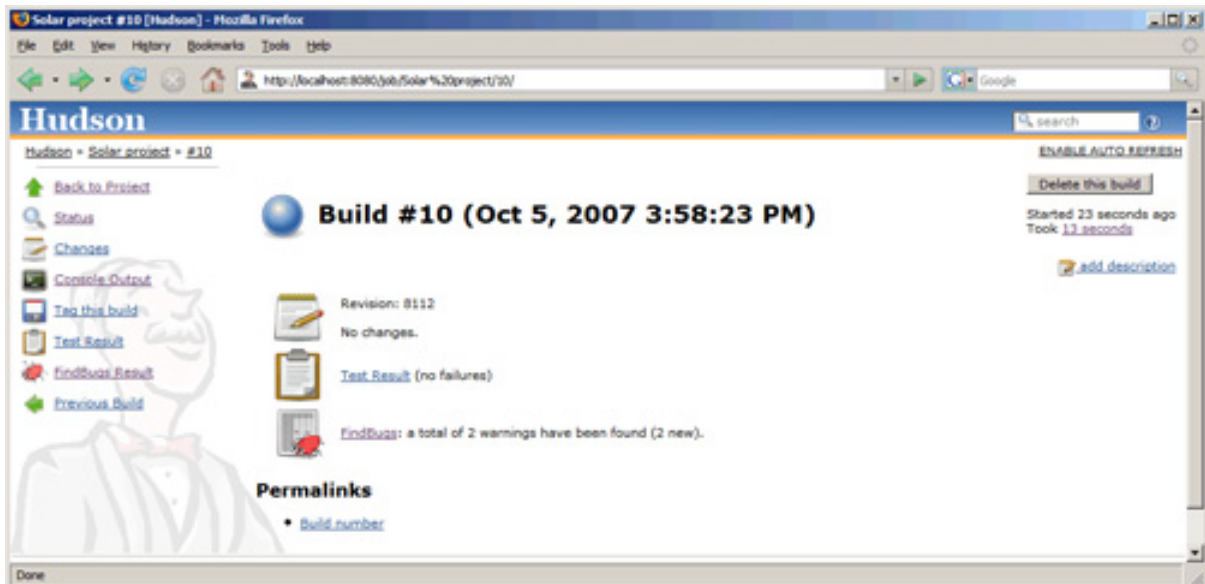 Solar project #10 [Hudson] - Mozilla Firefox
File Edit View History Bookmarks Tools Help
http://localhost:8080/job/Solar%20project/10/
Google
Hudson
search
Hudson » Solar project » #10
ENABLE AUTO REFRESH
Back to Project
Status
Changes
Console Output
Tag this build
Test Result
FindBugs Result
Previous Build
Build #10 (Oct 5, 2007 3:58:23 PM)
Delete this build
Started 23 seconds ago
Took 13 seconds
add description
Revision: 8112
No changes.
Test Result (no failures)
FindBugs: a total of 2 warnings have been found (2 new).
Permalinks
• Build number
Done